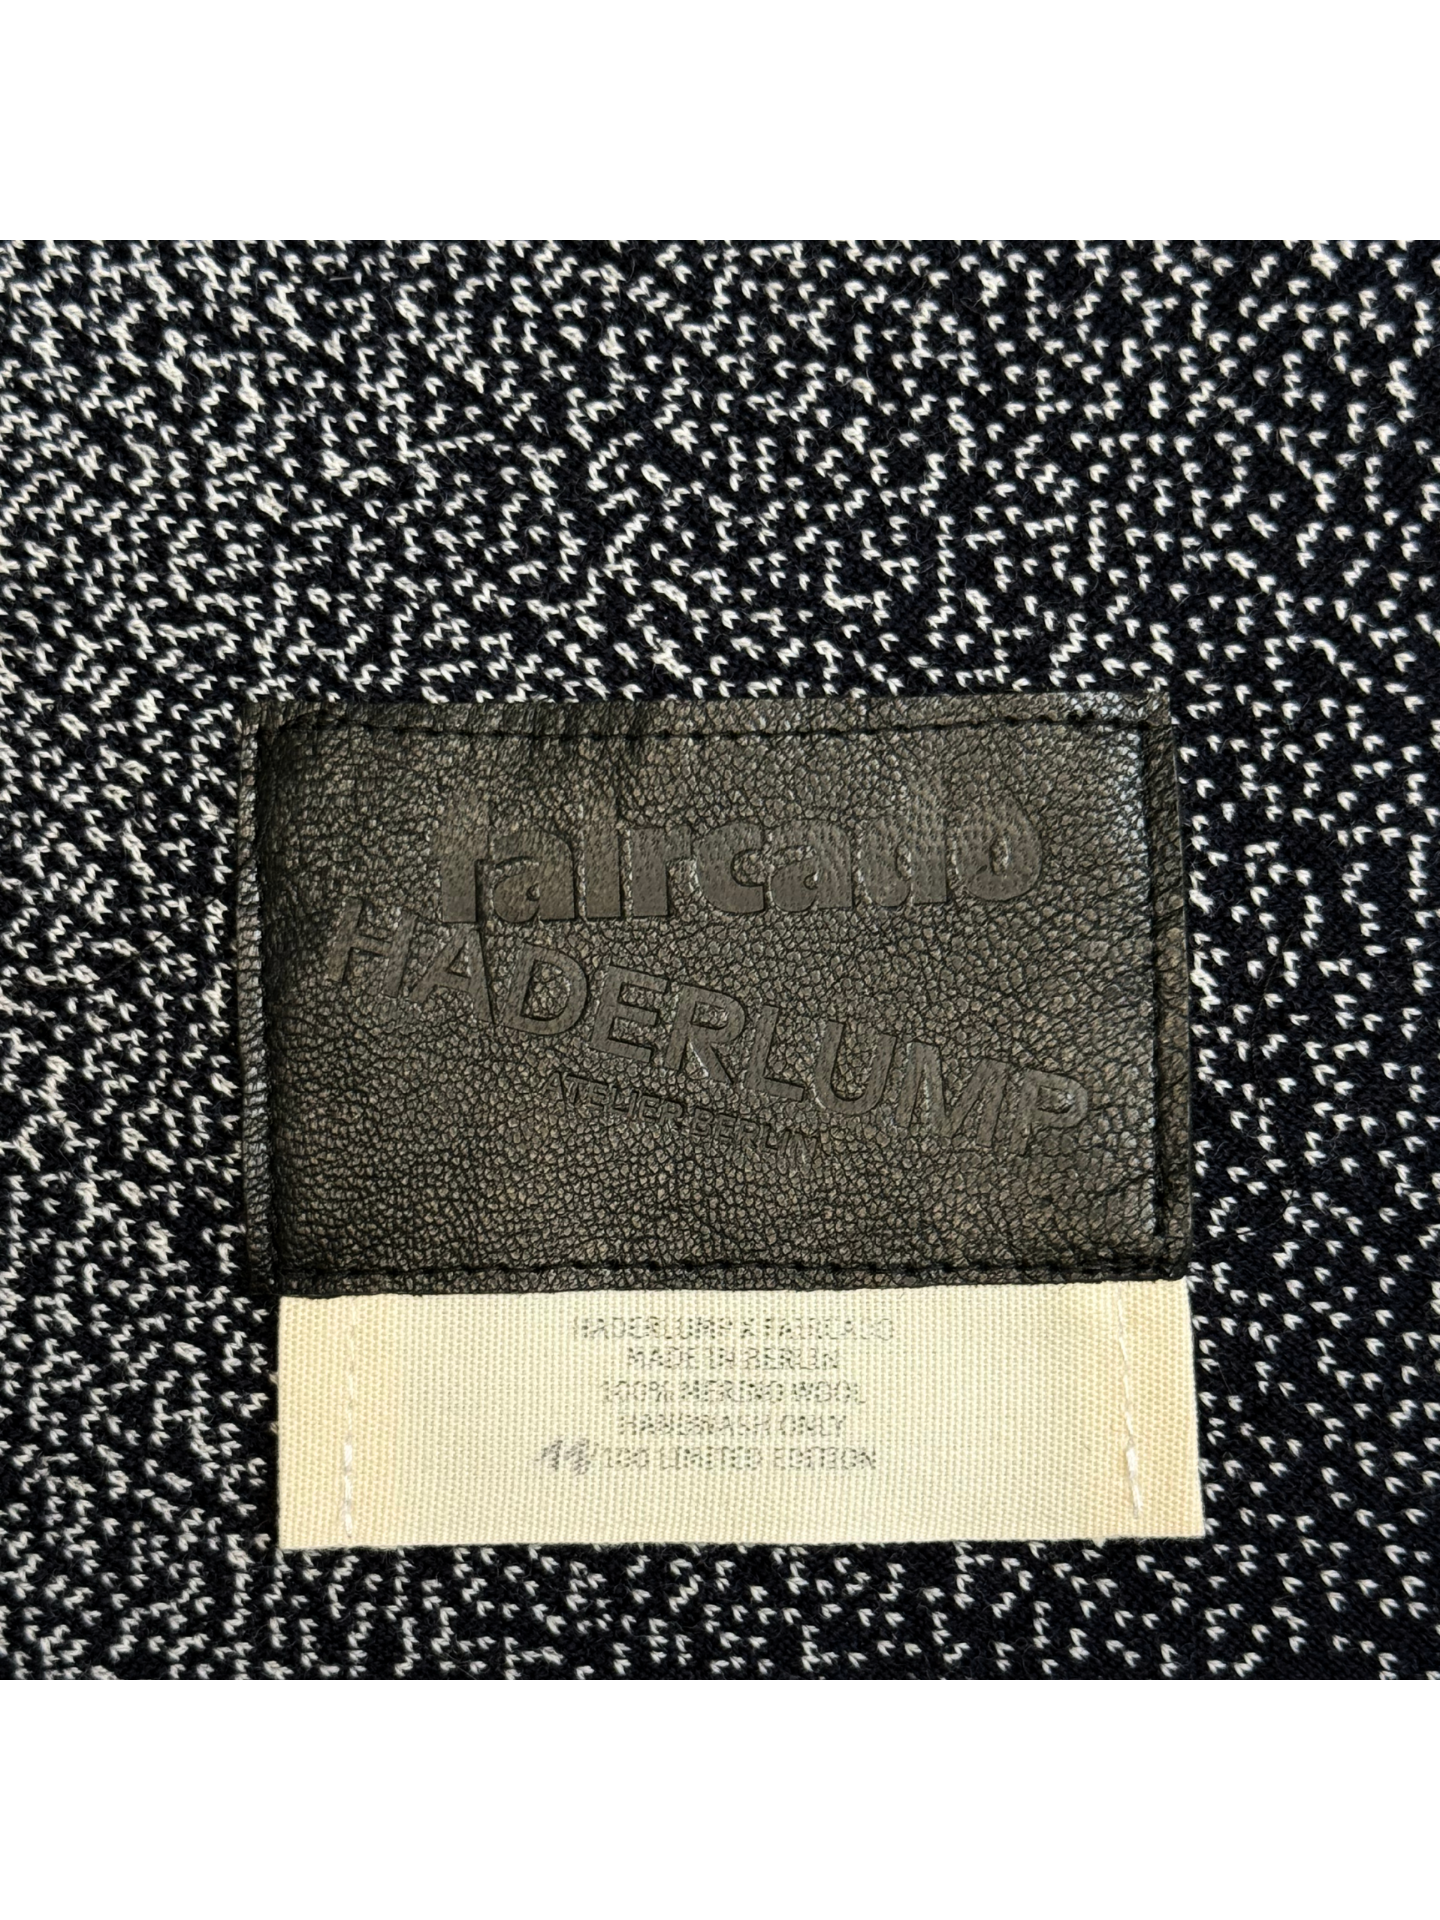 faircado
HADERLUMP
ATELIER BERLIN
HADERLUMP X FAIRCADO
MADE IN BERLIN
100% MERINO WOOL
HANDWASH ONLY
/100 LIMITED EDITION